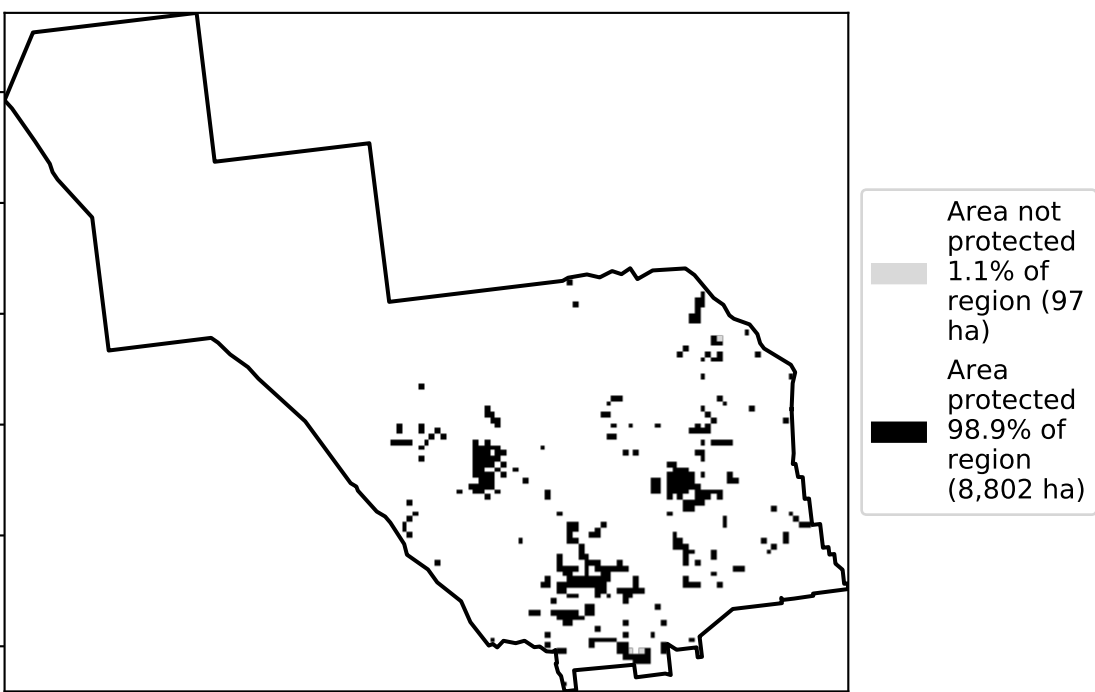 Area not
protected
1.1% of
region (97
ha)
Area
protected
98.9% of
region
(8,802 ha)